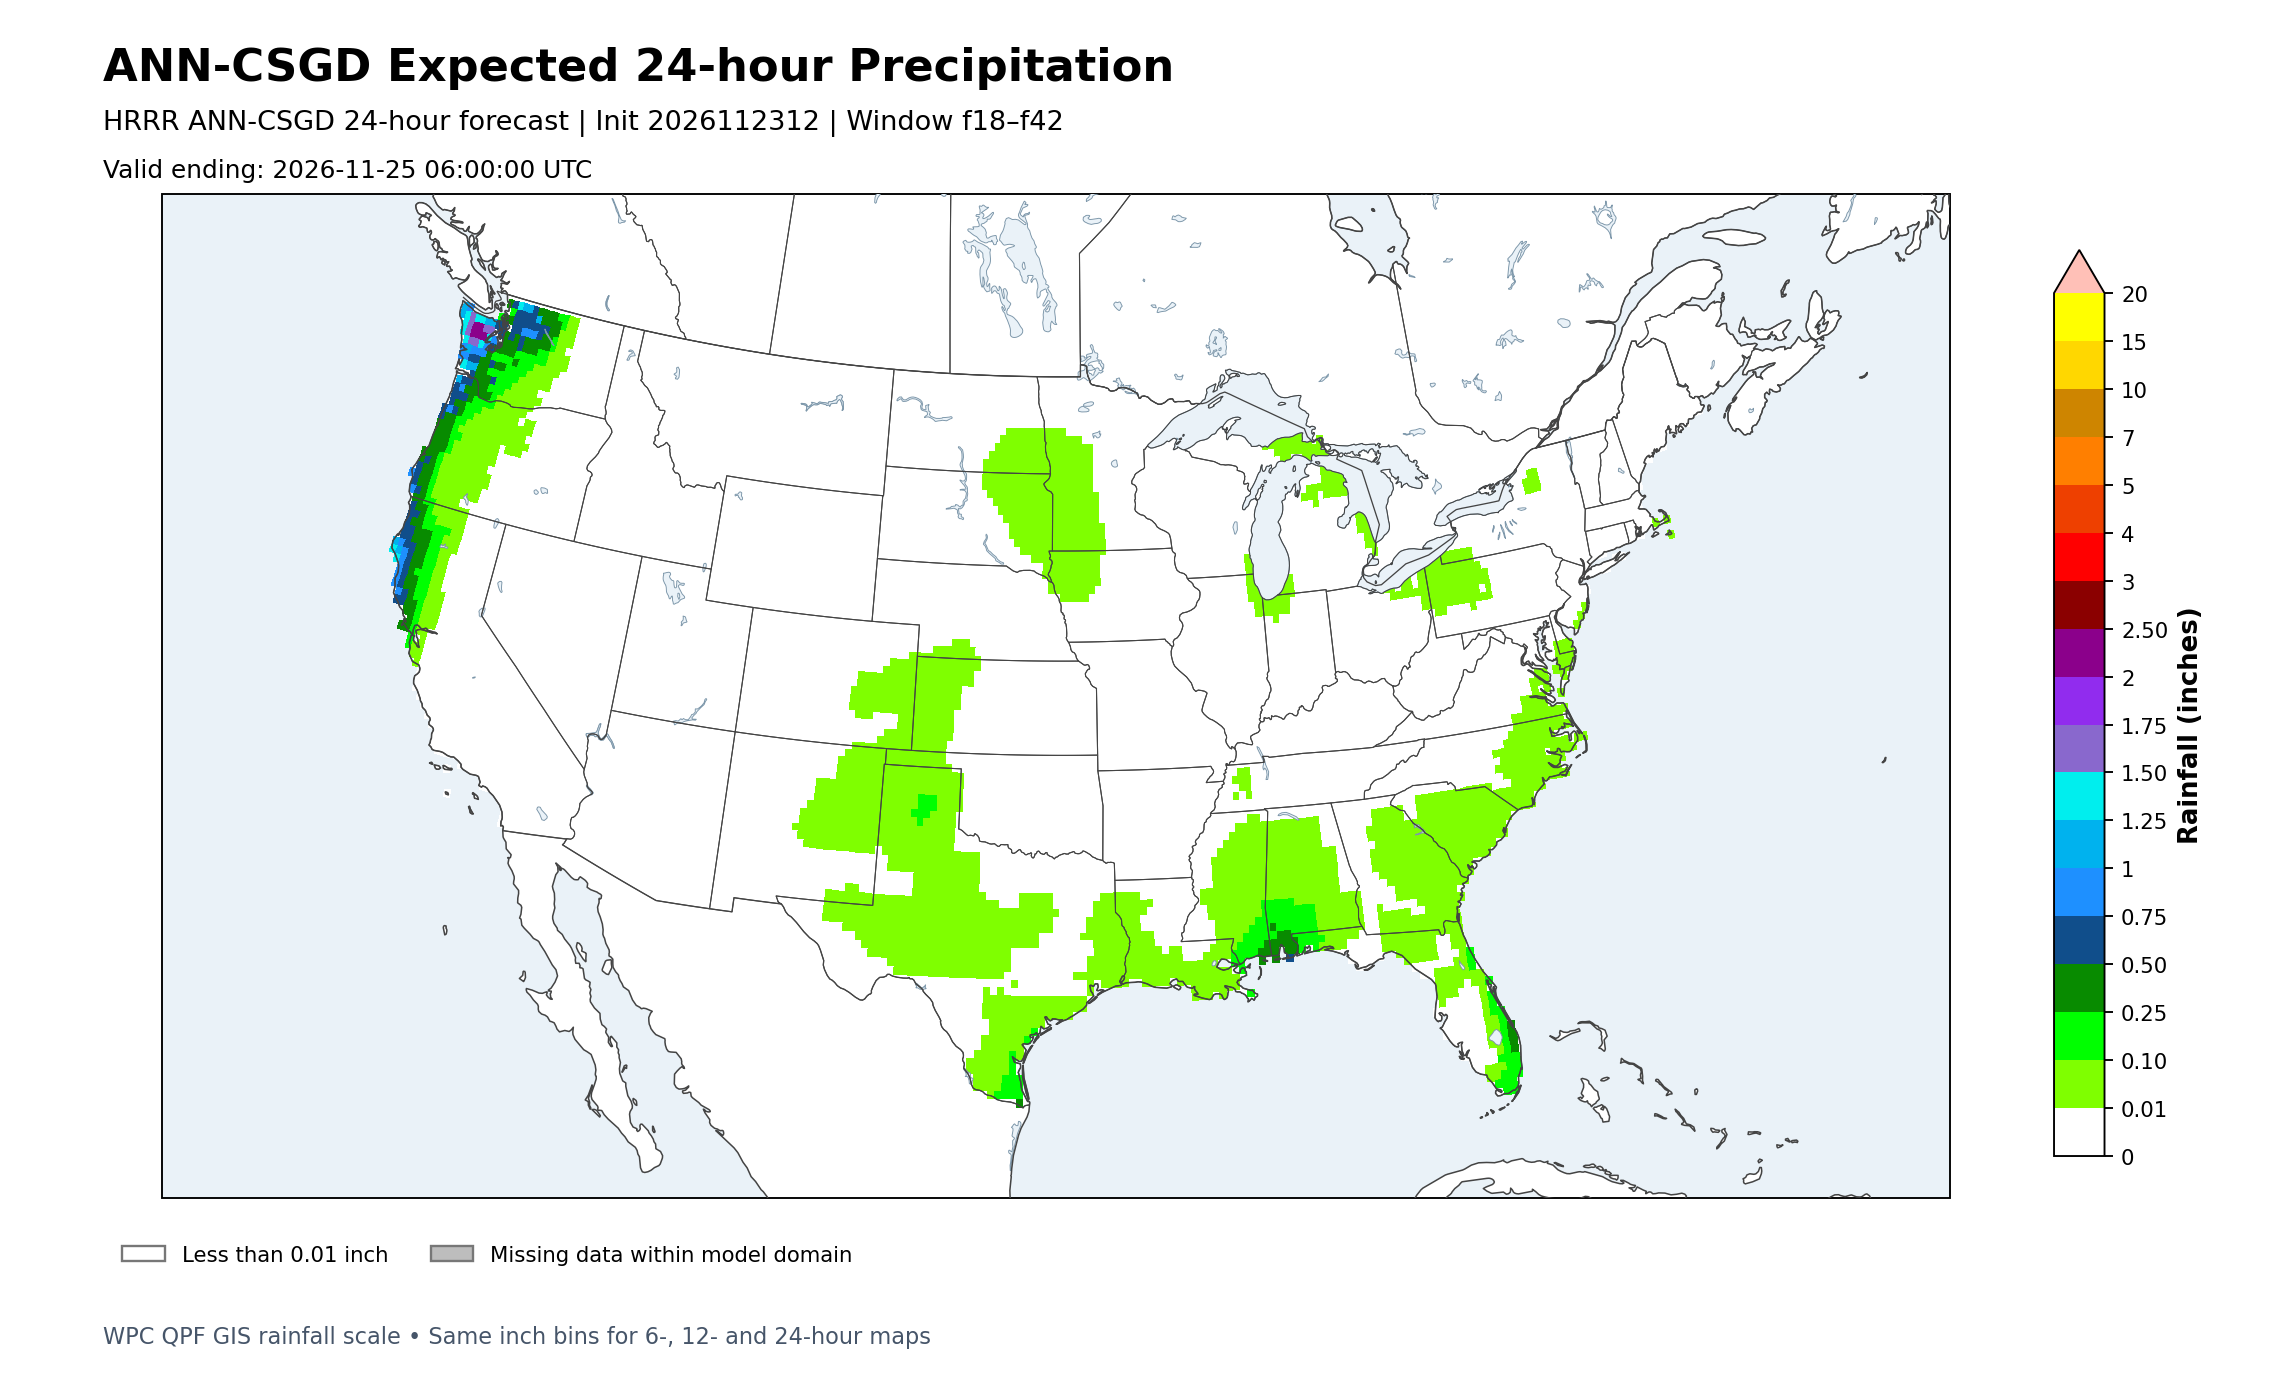 ANN-CSGD Expected 24-hour Precipitation
HRRR ANN-CSGD 24-hour forecast | Init 2026112312 | Window f18–f42
Valid ending: 2026-11-25 06:00:00 UTC
20
15
10
7
5
4
3
2.50
2
1.75
1.50
1.25
1
0.75
0.50
0.25
0.10
0.01
0
Rainfall (inches)
Less than 0.01 inch
Missing data within model domain
WPC QPF GIS rainfall scale • Same inch bins for 6-, 12- and 24-hour maps